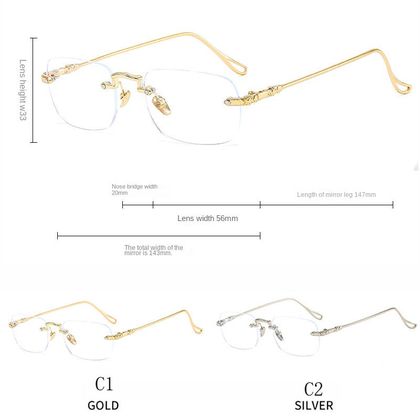 Lens height w33
Nose bridge width
20mm
Length of mirror leg 147mm
Lens width 56mm
The total width of the
mirror is 143mm.
C1
GOLD
C2
SILVER